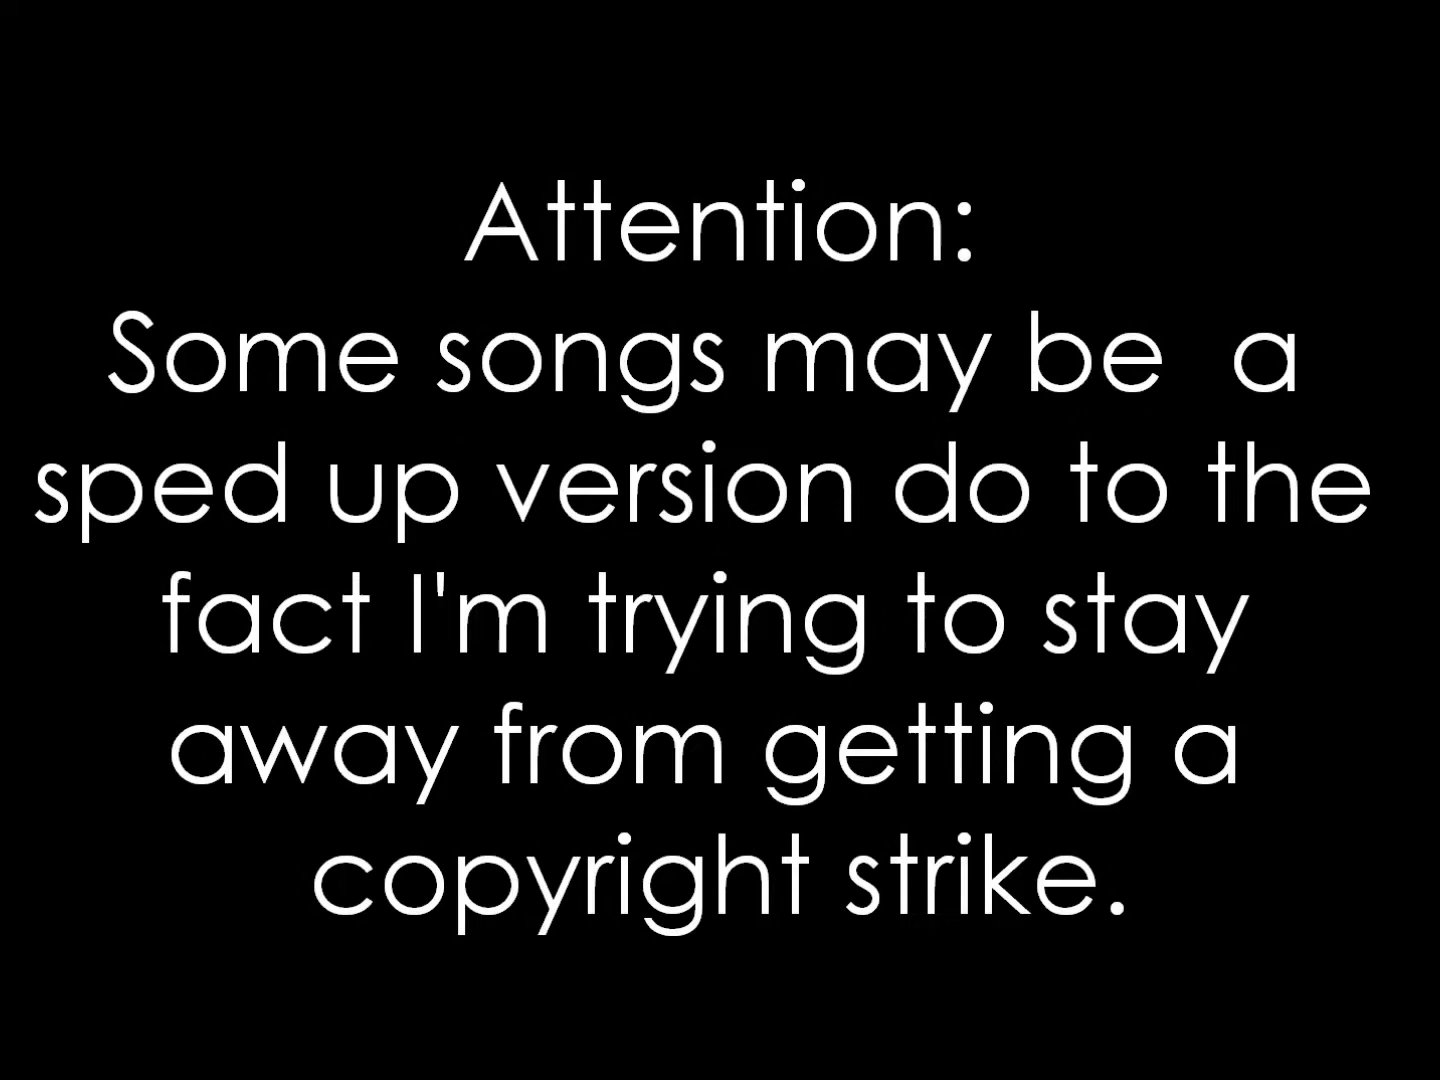 Attention:
Some songs may be  a
sped up version do to the
fact I'm trying to stay
away from getting a
copyright strike.